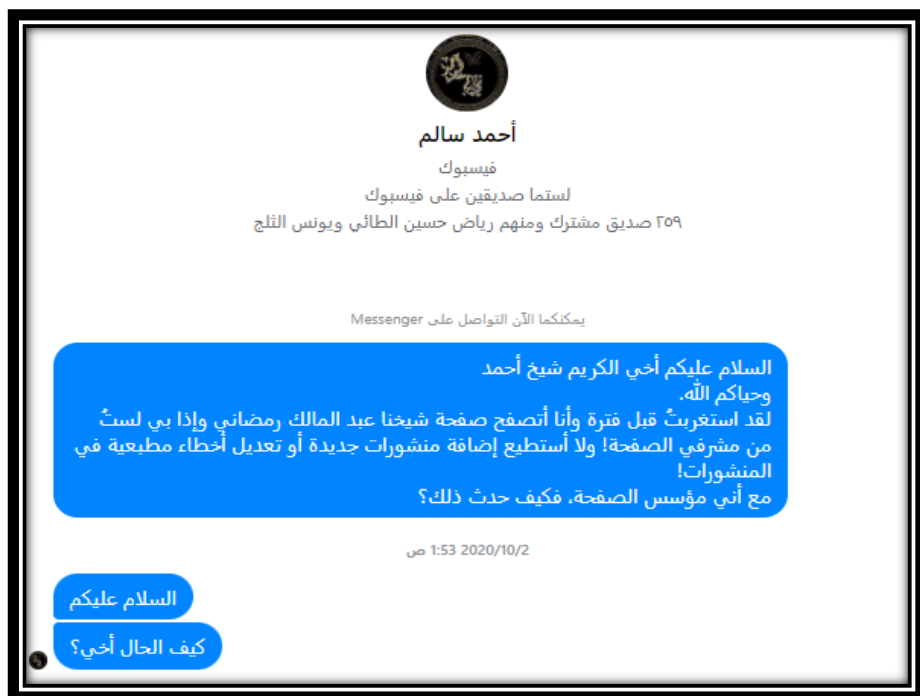 أحمد سالم
فيسبوك
لستما صديقين على فيسبوك
٢٥٩ صديق مشترك ومنهم رياض حسين الطائي ويونس الثلج
يمكنكما الآن التواصل على Messenger
السلام عليكم أخي الكريم شيخ أحمد
وحياكم الله.
لقد استغربتُ قبل فترة وأنا أتصفح صفحة شيخنا عبد المالك رمضاني وإذا بي لستُ
من مشرفي الصفحة! ولا أستطيع إضافة منشورات جديدة أو تعديل أخطاء مطبعية في
المنشورات!
مع أني مؤسس الصفحة، فكيف حدث ذلك؟
2020/10/2 1:53 ص
السلام عليكم
كيف الحال أخي؟